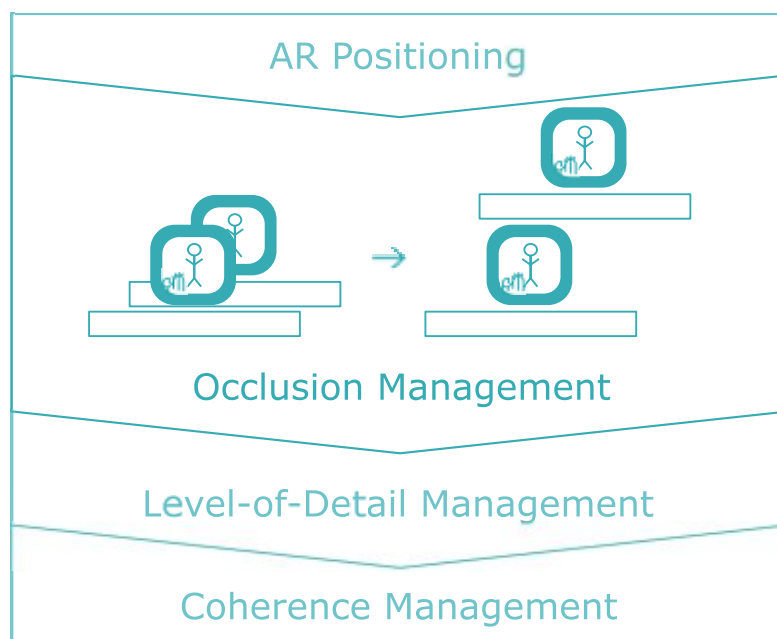 AR Positioning
Occlusion Management
Level-of-Detail Management
Coherence Management